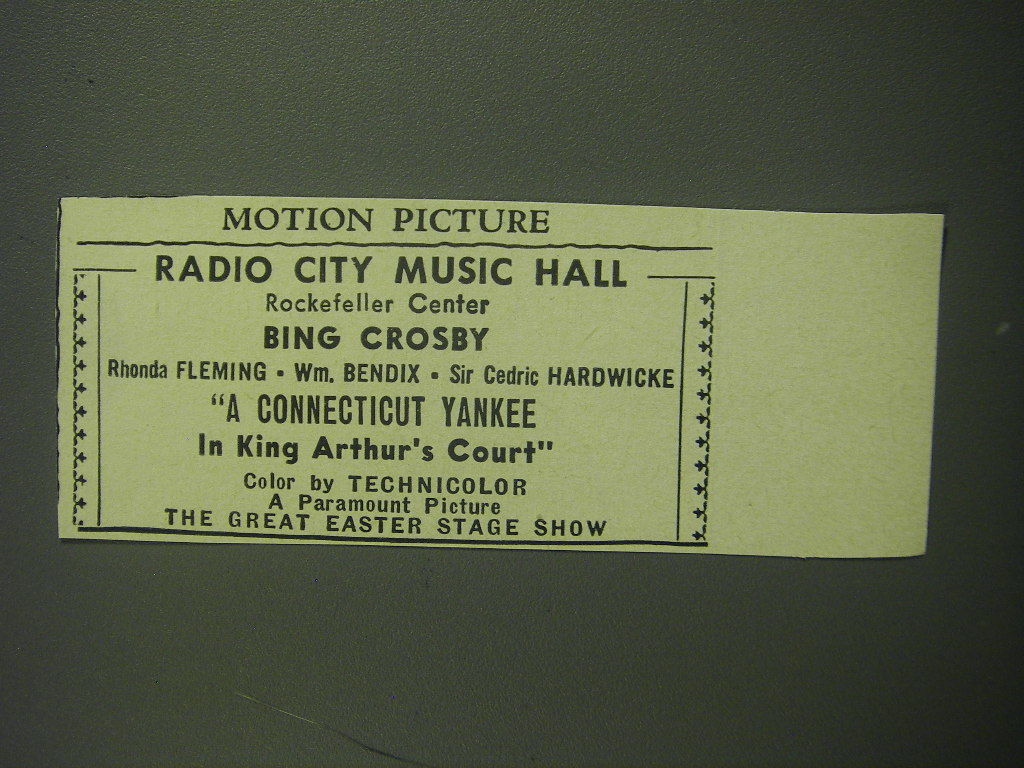 MOTION PICTURE
RADIO CITY MUSIC HALL
Rockefeller Center
BING CROSBY
Rhonda FLEMING ▪ Wm. BENDIX ▪ Sir Cedric HARDWICKE
"A CONNECTICUT YANKEE
In King Arthur's Court"
Color by TECHNICOLOR
A Paramount Picture
THE GREAT EASTER STAGE SHOW